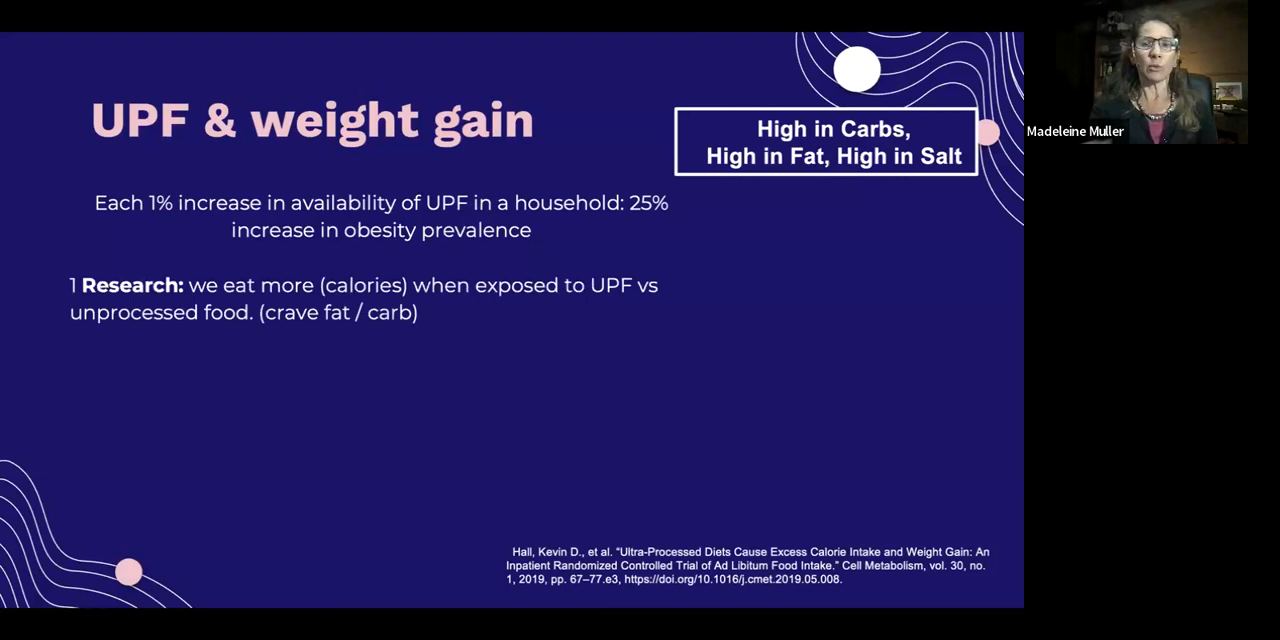 UPF & weight gain
High in Carbs,
High in Fat, High in Salt
Madeleine Muller
Each 1% increase in availability of UPF in a household: 25%
increase in obesity prevalence
1 Research: we eat more (calories) when exposed to UPF vs
unprocessed food. (crave fat / carb)
Hall, Kevin D., et al. “Ultra-Processed Diets Cause Excess Calorie Intake and Weight Gain: An
Inpatient Randomized Controlled Trial of Ad Libitum Food Intake.” Cell Metabolism, vol. 30, no.
1, 2019, pp. 67–77.e3, https://doi.org/10.1016/j.cmet.2019.05.008.